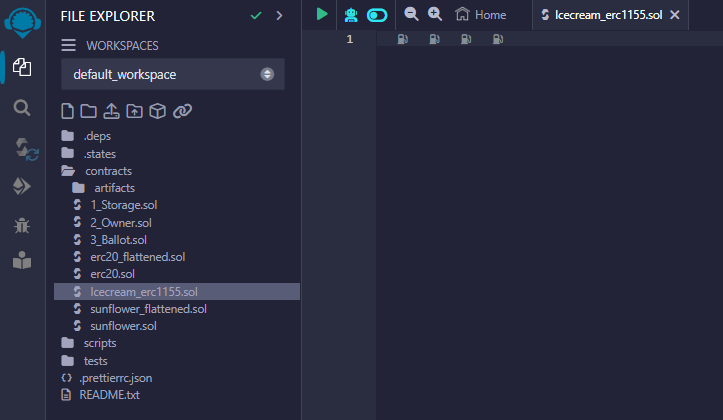 FILE EXPLORER
WORKSPACES
default_workspace
.deps
.states
contracts
artifacts
1_Storage.sol
2_Owner.sol
3_Ballot.sol
erc20_flattened.sol
erc20.sol
Icecream_erc1155.sol
sunflower_flattened.sol
sunflower.sol
scripts
tests
.prettierrc.json
README.txt
Home
Icecream_erc1155.sol
1